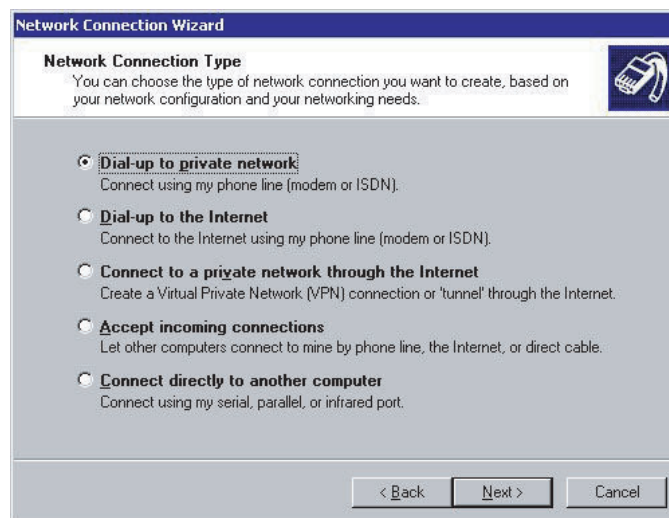 Network Connection Wizard
Network Connection Type
You can choose the type of network connection you want to create, based on
your network configuration and your networking needs.
Dial-up to private network
Connect using my phone line (modem or ISDN).
Dial-up to the Internet
Connect to the Internet using my phone line (modem or ISDN).
Connect to a private network through the Internet
Create a Virtual Private Network (VPN) connection or 'tunnel' through the Internet.
Accept incoming connections
Let other computers connect to mine by phone line, the Internet, or direct cable.
Connect directly to another computer
Connect using my serial, parallel, or infrared port.
< Back Next > Cancel